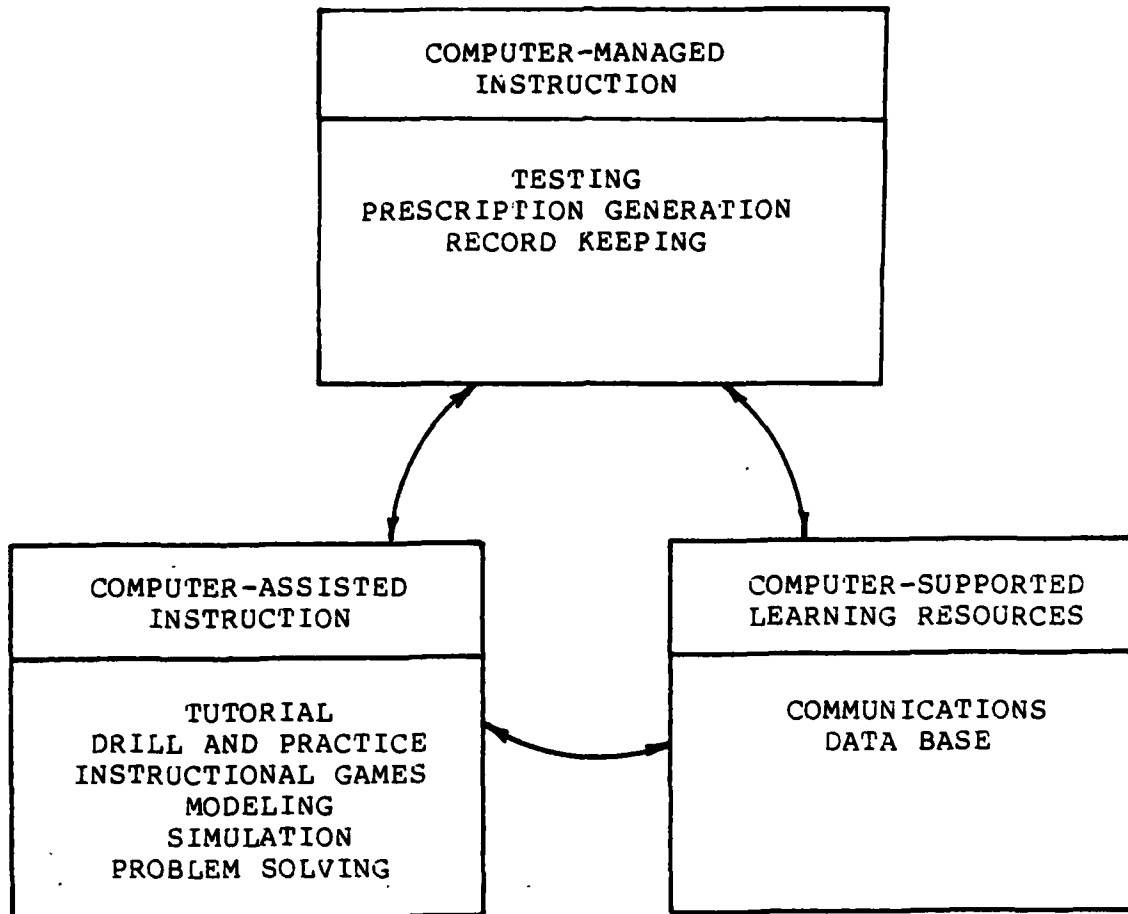 COMPUTER-MANAGED
INSTRUCTION
TESTING
PRESCRIPTION GENERATION
RECORD KEEPING
COMPUTER-ASSISTED
INSTRUCTION
TUTORIAL
DRILL AND PRACTICE
INSTRUCTIONAL GAMES
MODELING
SIMULATION
PROBLEM SOLVING
COMPUTER-SUPPORTED
LEARNING RESOURCES
COMMUNICATIONS
DATA BASE